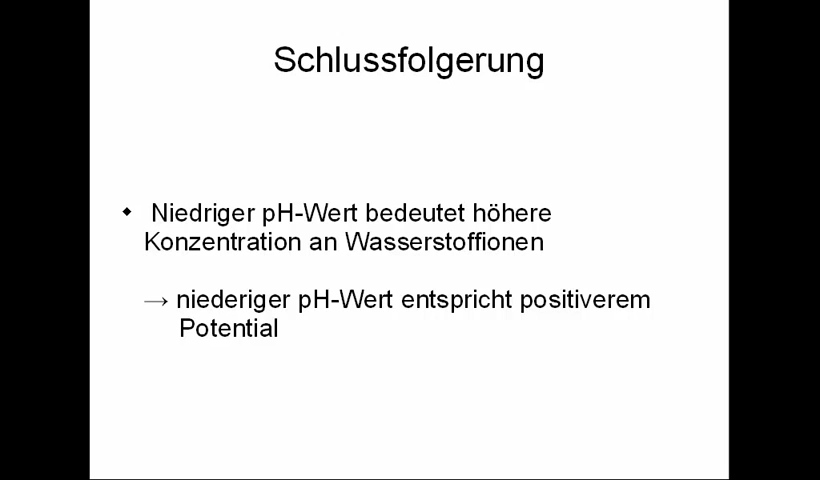 Schlussfolgerung
◆ Niedriger pH-Wert bedeutet höhere
Konzentration an Wasserstoffionen
→ niederiger pH-Wert entspricht positiverem
Potential